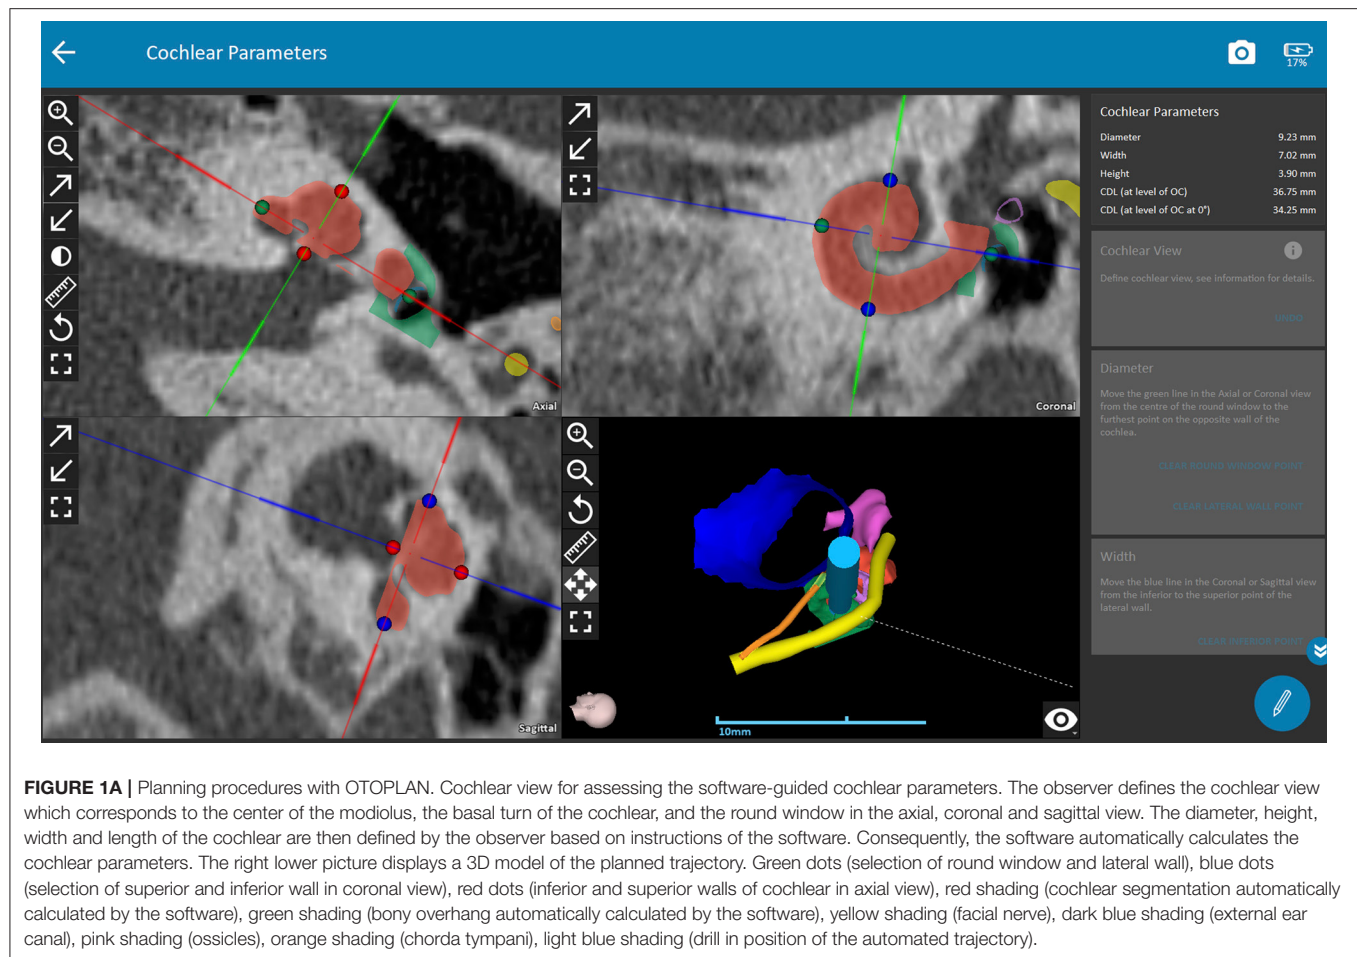 Cochlear Parameters
17%
Axial
Coronal
Sagittal
10mm
Cochlear Parameters
Diameter 9.23 mm
Width 7.02 mm
Height 3.90 mm
CDL (at level of OC) 36.75 mm
CDL (at level of OC at 0°) 34.25 mm
Cochlear View
Define cochlear view, see information for details.
UNDO
Diameter
Move the green line in the Axial or Coronal view
from the centre of the round window to the
furthest point on the opposite wall of the
cochlea.
CLEAR ROUND WINDOW POINT
CLEAR LATERAL WALL POINT
Width
Move the blue line in the Coronal or Sagittal view
from the inferior to the superior point of the
lateral wall.
CLEAR INFERIOR POINT
FIGURE 1A | Planning procedures with OTOPLAN. Cochlear view for assessing the software-guided cochlear parameters. The observer defines the cochlear view
which corresponds to the center of the modiolus, the basal turn of the cochlear, and the round window in the axial, coronal and sagittal view. The diameter, height,
width and length of the cochlear are then defined by the observer based on instructions of the software. Consequently, the software automatically calculates the
cochlear parameters. The right lower picture displays a 3D model of the planned trajectory. Green dots (selection of round window and lateral wall), blue dots
(selection of superior and inferior wall in coronal view), red dots (inferior and superior walls of cochlear in axial view), red shading (cochlear segmentation automatically
calculated by the software), green shading (bony overhang automatically calculated by the software), yellow shading (facial nerve), dark blue shading (external ear
canal), pink shading (ossicles), orange shading (chorda tympani), light blue shading (drill in position of the automated trajectory).